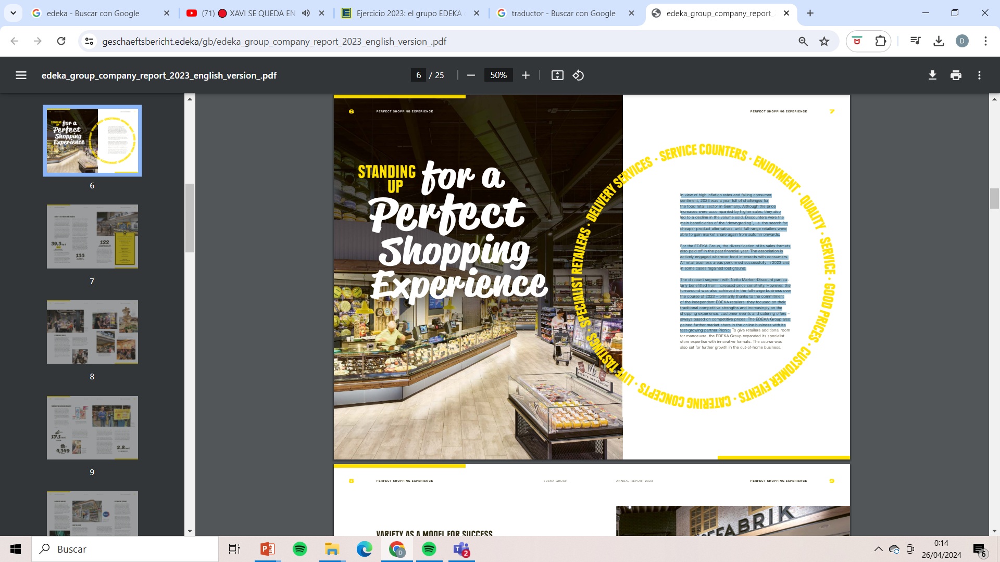 edeka - Buscar con Google
(71) 🔴 XAVI SE QUEDA EN
Ejercicio 2023: el grupo EDEKA
traductor - Buscar con Google
edeka_group_company_report_
geschaeftsbericht.edeka/gb/edeka_group_company_report_2023_english_version_.pdf
D
edeka_group_company_report_2023_english_version_.pdf
6 / 25
50%
6
7
8
9
39.3
122
133
17.1
4,349
2.8
6 PERFECT SHOPPING EXPERIENCE
PERFECT SHOPPING EXPERIENCE 7
STANDING UP for a
Perfect
Shopping
Experience
SPECIALIST RETAILERS · DELIVERY SERVICES · SERVICE COUNTERS · ENJOYMENT · QUALITY · SERVICE · GOOD PRICES · CUSTOMER EVENTS · CATERING CONCEPTS · LIVE TASTINGS ·
In view of high inflation rates and falling consumer
sentiment, 2023 was a year full of challenges for
the food retail sector in Germany. Although the price
increases were accompanied by higher sales, they also
led to a decline in the volume sold. Discounters were the
main beneficiaries of the "downgrading", i.e. the search for
cheaper product alternatives, until full-range retailers were
able to gain market share again from autumn onwards.
For the EDEKA Group, the diversification of its sales formats
also paid off in the past financial year. The association is
actively engaged wherever food intersects with consumers.
All retail business areas performed successfully in 2023 and
in some cases regained lost ground.
The discount segment with Netto Marken-Discount particu-
larly benefitted from increased price sensitivity. However, the
turnaround was also achieved in the full-range business over
the course of 2023 – primarily thanks to the commitment
of the independent EDEKA retailers: they focused on their
traditional competitive strengths and increasingly on the
shopping experience, customer events and catering offers –
always based on competitive prices. The EDEKA Group also
gained further market share in the online business with its
fast-growing partner Picnic. To give retailers additional room
for manoeuvre, the EDEKA Group expanded its specialist
store expertise with innovative formats. The course was
also set for further growth in the out-of-home business.
8 PERFECT SHOPPING EXPERIENCE
EDEKA GROUP
ANNUAL REPORT 2023
PERFECT SHOPPING EXPERIENCE 9
VARIETY AS A MODEL FOR SUCCESS
Buscar
D
2
0:14
26/04/2024
6